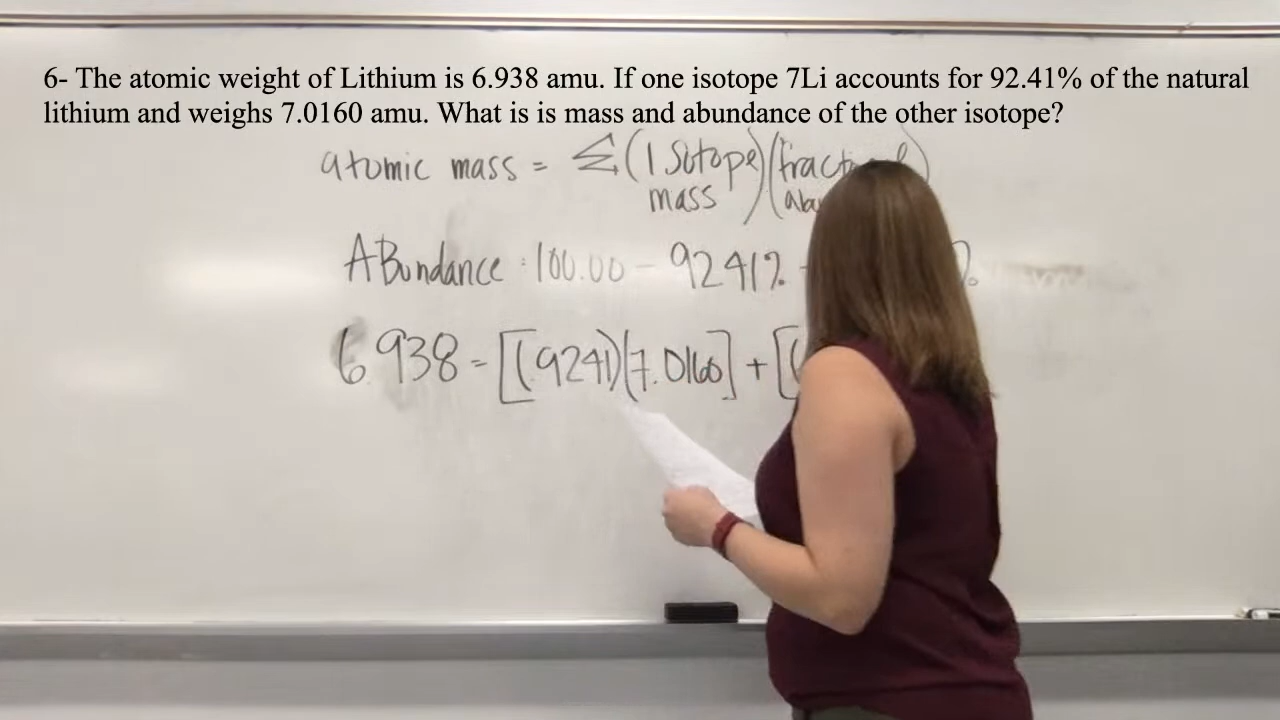 6- The atomic weight of Lithium is 6.938 amu. If one isotope 7Li accounts for 92.41% of the natural
lithium and weighs 7.0160 amu. What is is mass and abundance of the other isotope?
atomic mass = Σ(Isotope)(
mass
ABundance = 100.00 - 92.41%
6.938 = [(.9241)(7.0160] + [(